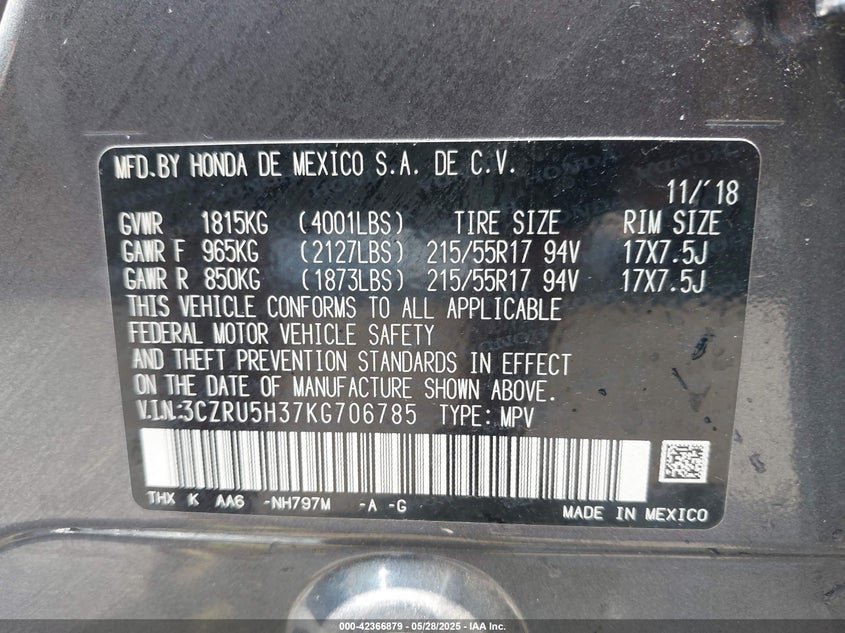 MFD.BY HONDA DE MEXICO S.A. DE C.V.
11/'18
GVWR 1815KG (4001LBS) TIRE SIZE RIM SIZE
GAWR F 965KG (2127LBS) 215/55R17 94V 17X7.5J
GAWR R 850KG (1873LBS) 215/55R17 94V 17X7.5J
THIS VEHICLE CONFORMS TO ALL APPLICABLE
FEDERAL MOTOR VEHICLE SAFETY
AND THEFT PREVENTION STANDARDS IN EFFECT
ON THE DATE OF MANUFACTURE SHOWN ABOVE.
V.I.N:3CZRU5H37KG706785 TYPE: MPV
THX K AA6 -NH797M -A -G
MADE IN MEXICO
000-42366879 - 05/28/2025 - IAA Holdings, LLC - Copyright